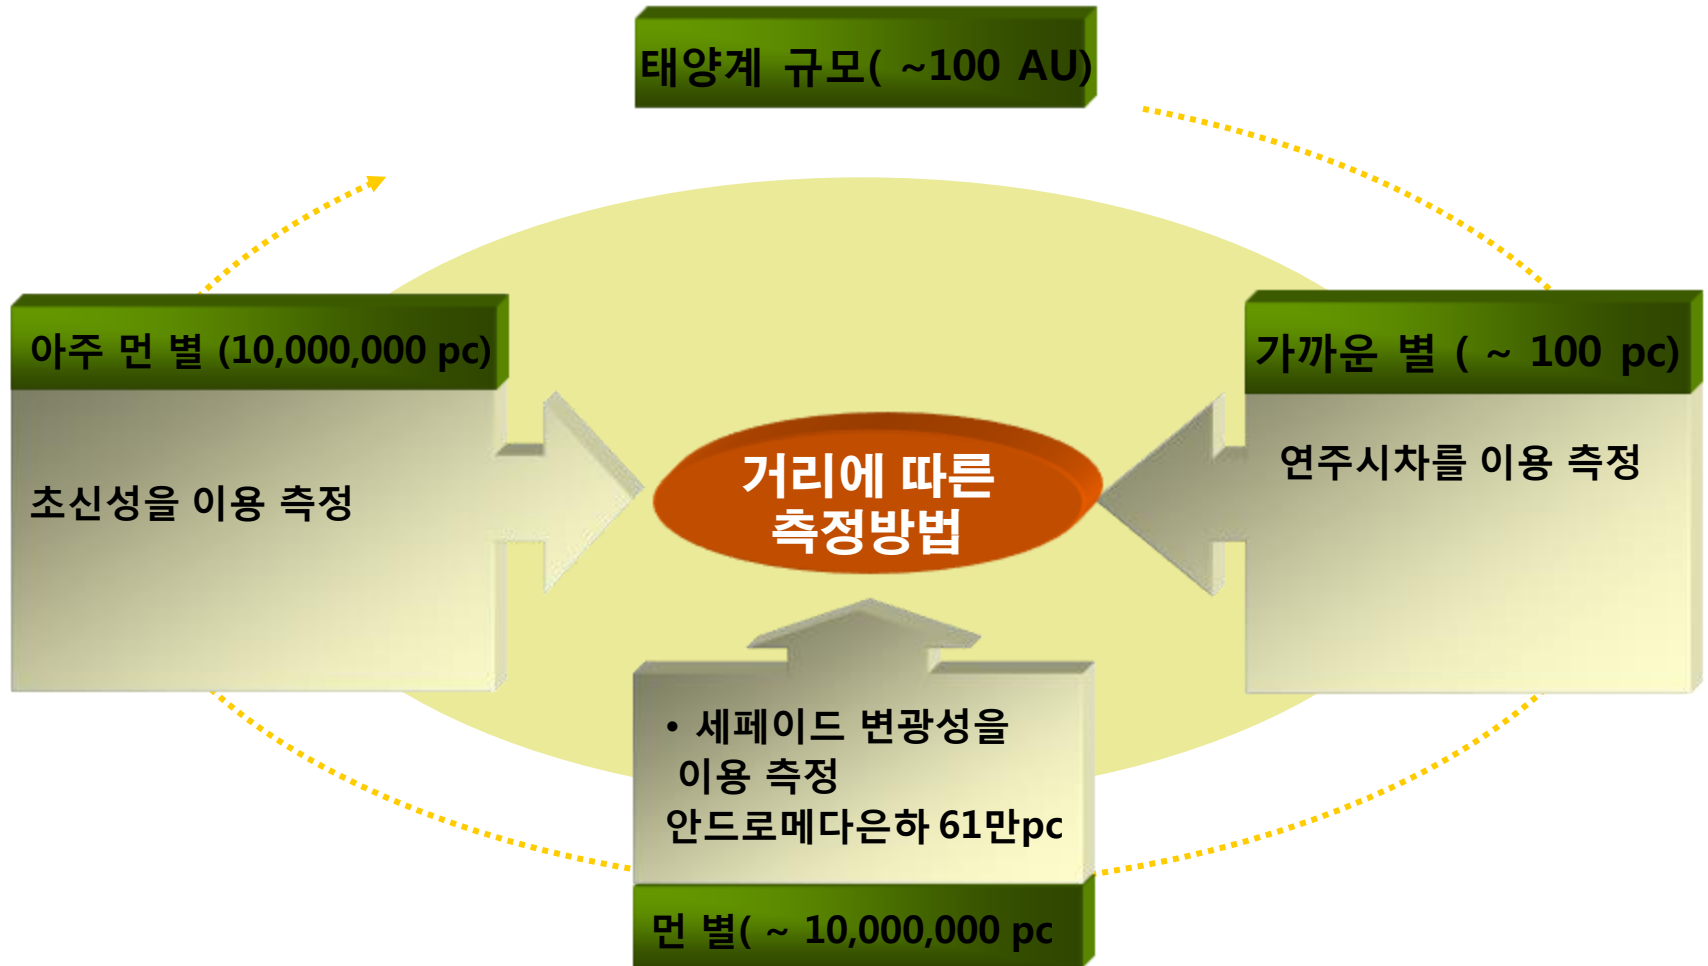 태양계 규모( ~100 AU)
아주 먼 별 (10,000,000 pc)
초신성을 이용 측정
거리에 따른
측정방법
가까운 별 ( ~ 100 pc)
연주시차를 이용 측정
• 세페이드 변광성을
이용 측정
안드로메다은하 61만pc
먼 별( ~ 10,000,000 pc